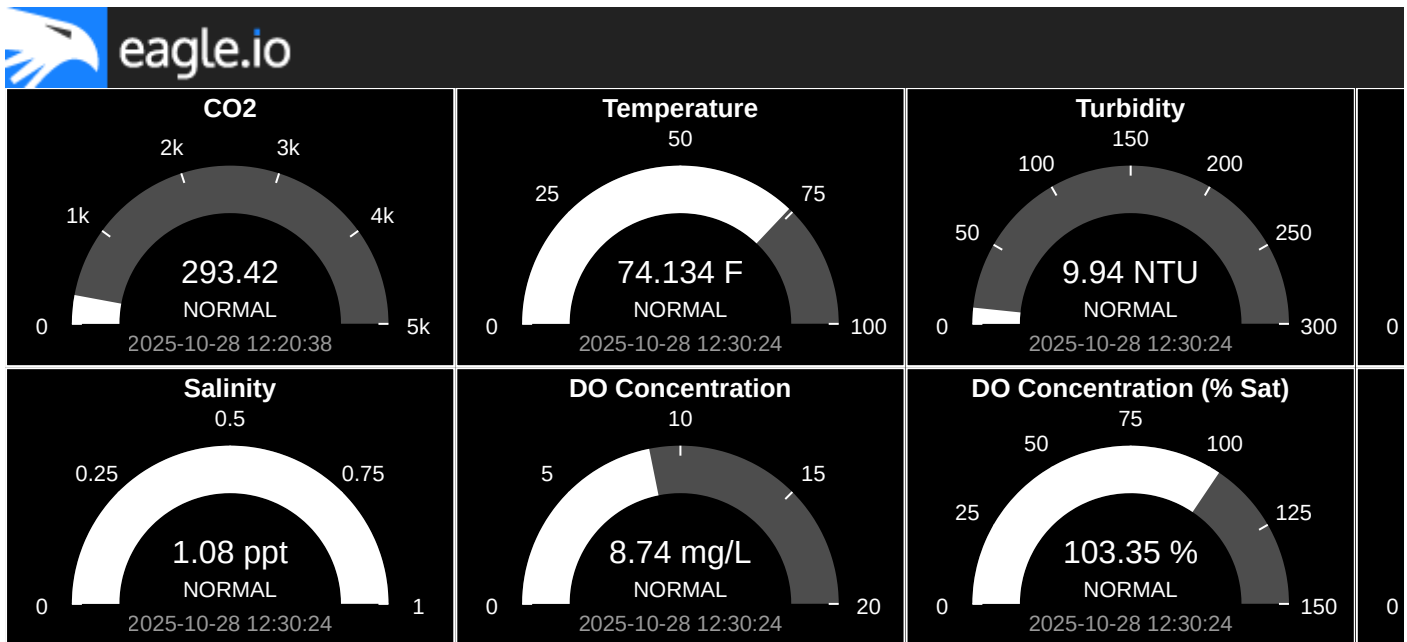 eagle.io
CO2
0
1k
2k
3k
4k
5k
293.42
NORMAL
2025-10-28 12:20:38
Temperature
0
25
50
75
100
74.134 F
NORMAL
2025-10-28 12:30:24
Turbidity
0
50
100
150
200
250
300
9.94 NTU
NORMAL
2025-10-28 12:30:24
0
Salinity
0
0.25
0.5
0.75
1
1.08 ppt
NORMAL
2025-10-28 12:30:24
DO Concentration
0
5
10
15
20
8.74 mg/L
NORMAL
2025-10-28 12:30:24
DO Concentration (% Sat)
0
25
50
75
100
125
150
103.35 %
NORMAL
2025-10-28 12:30:24
0